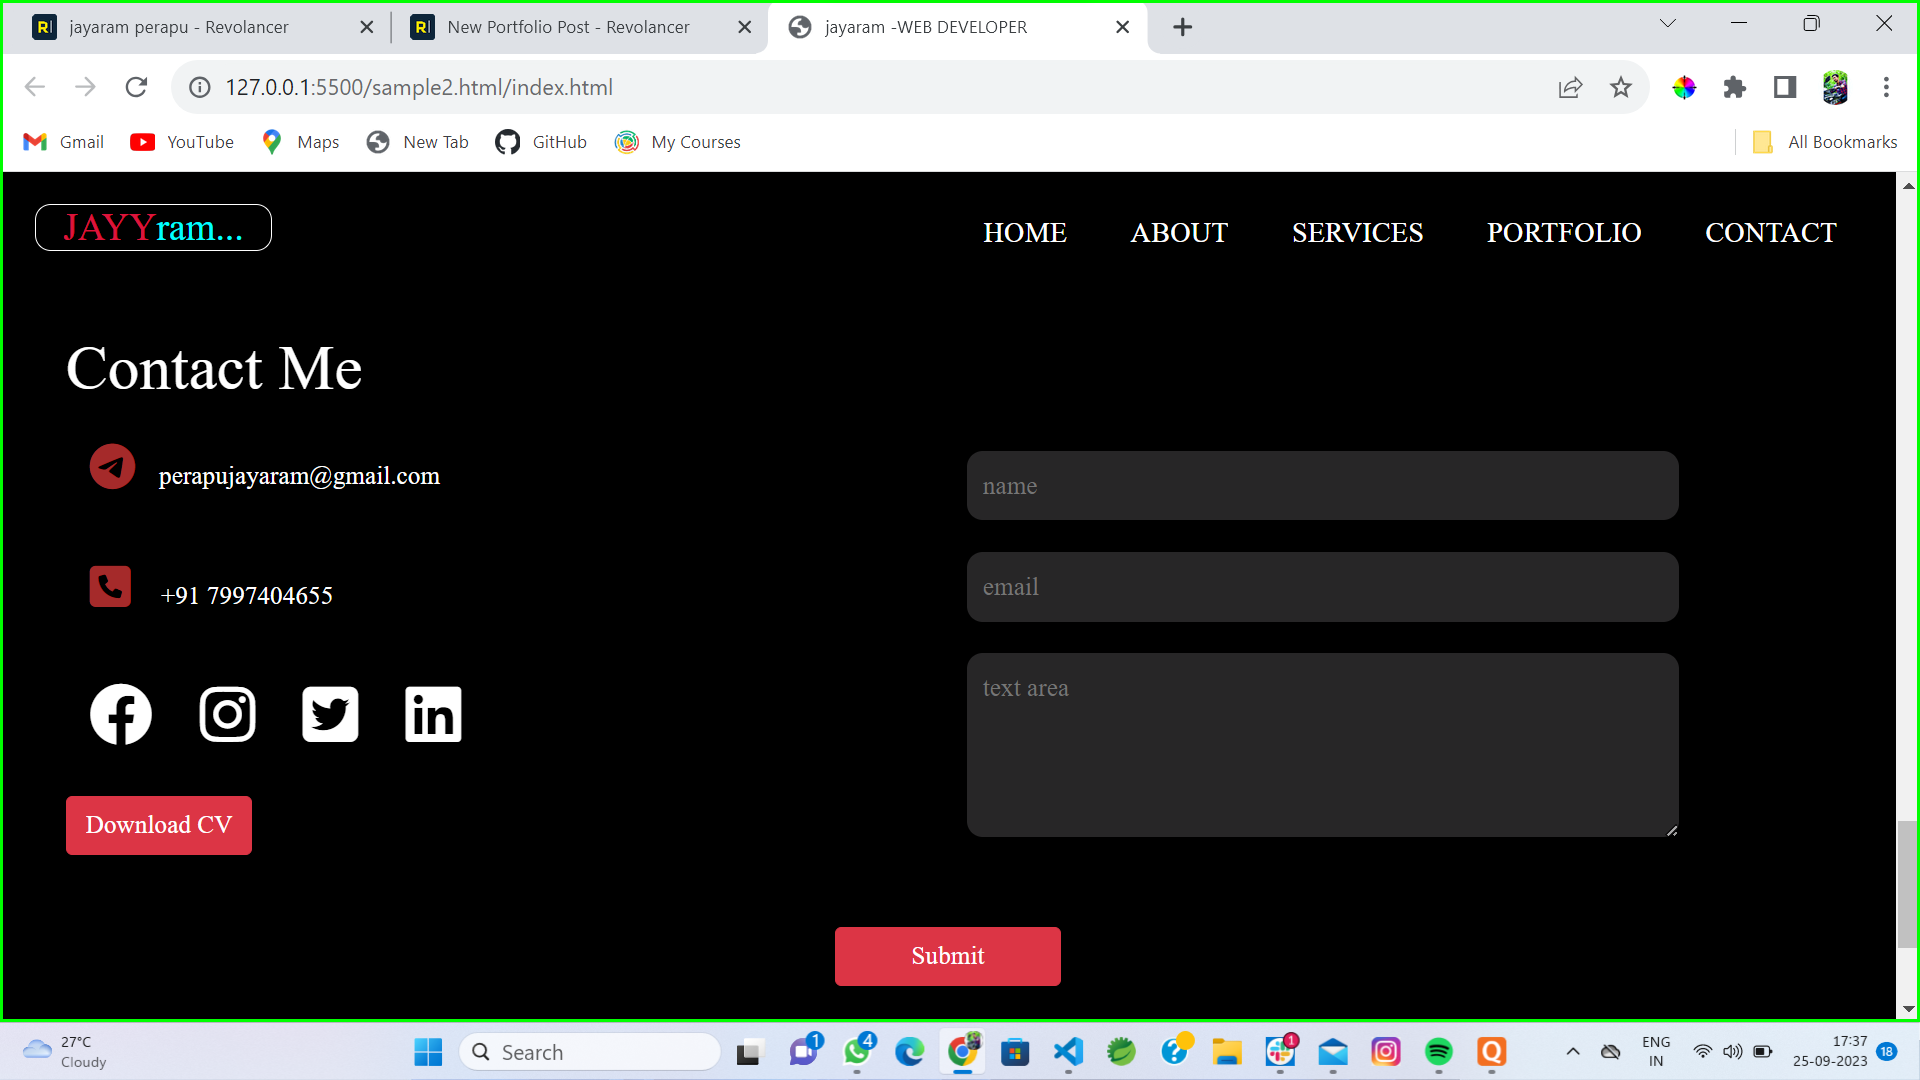 jayaram perapu - Revolancer
New Portfolio Post - Revolancer
jayaram -WEB DEVELOPER
127.0.0.1:5500/sample2.html/index.html
Gmail
YouTube
Maps
New Tab
GitHub
My Courses
All Bookmarks
JAYYram...
HOME
ABOUT
SERVICES
PORTFOLIO
CONTACT
Contact Me
perapujayaram@gmail.com
+91 7997404655
name
email
text area
Download CV
Submit
27°C
Cloudy
Search
1
4
1
ENG
IN
17:37
25-09-2023
18